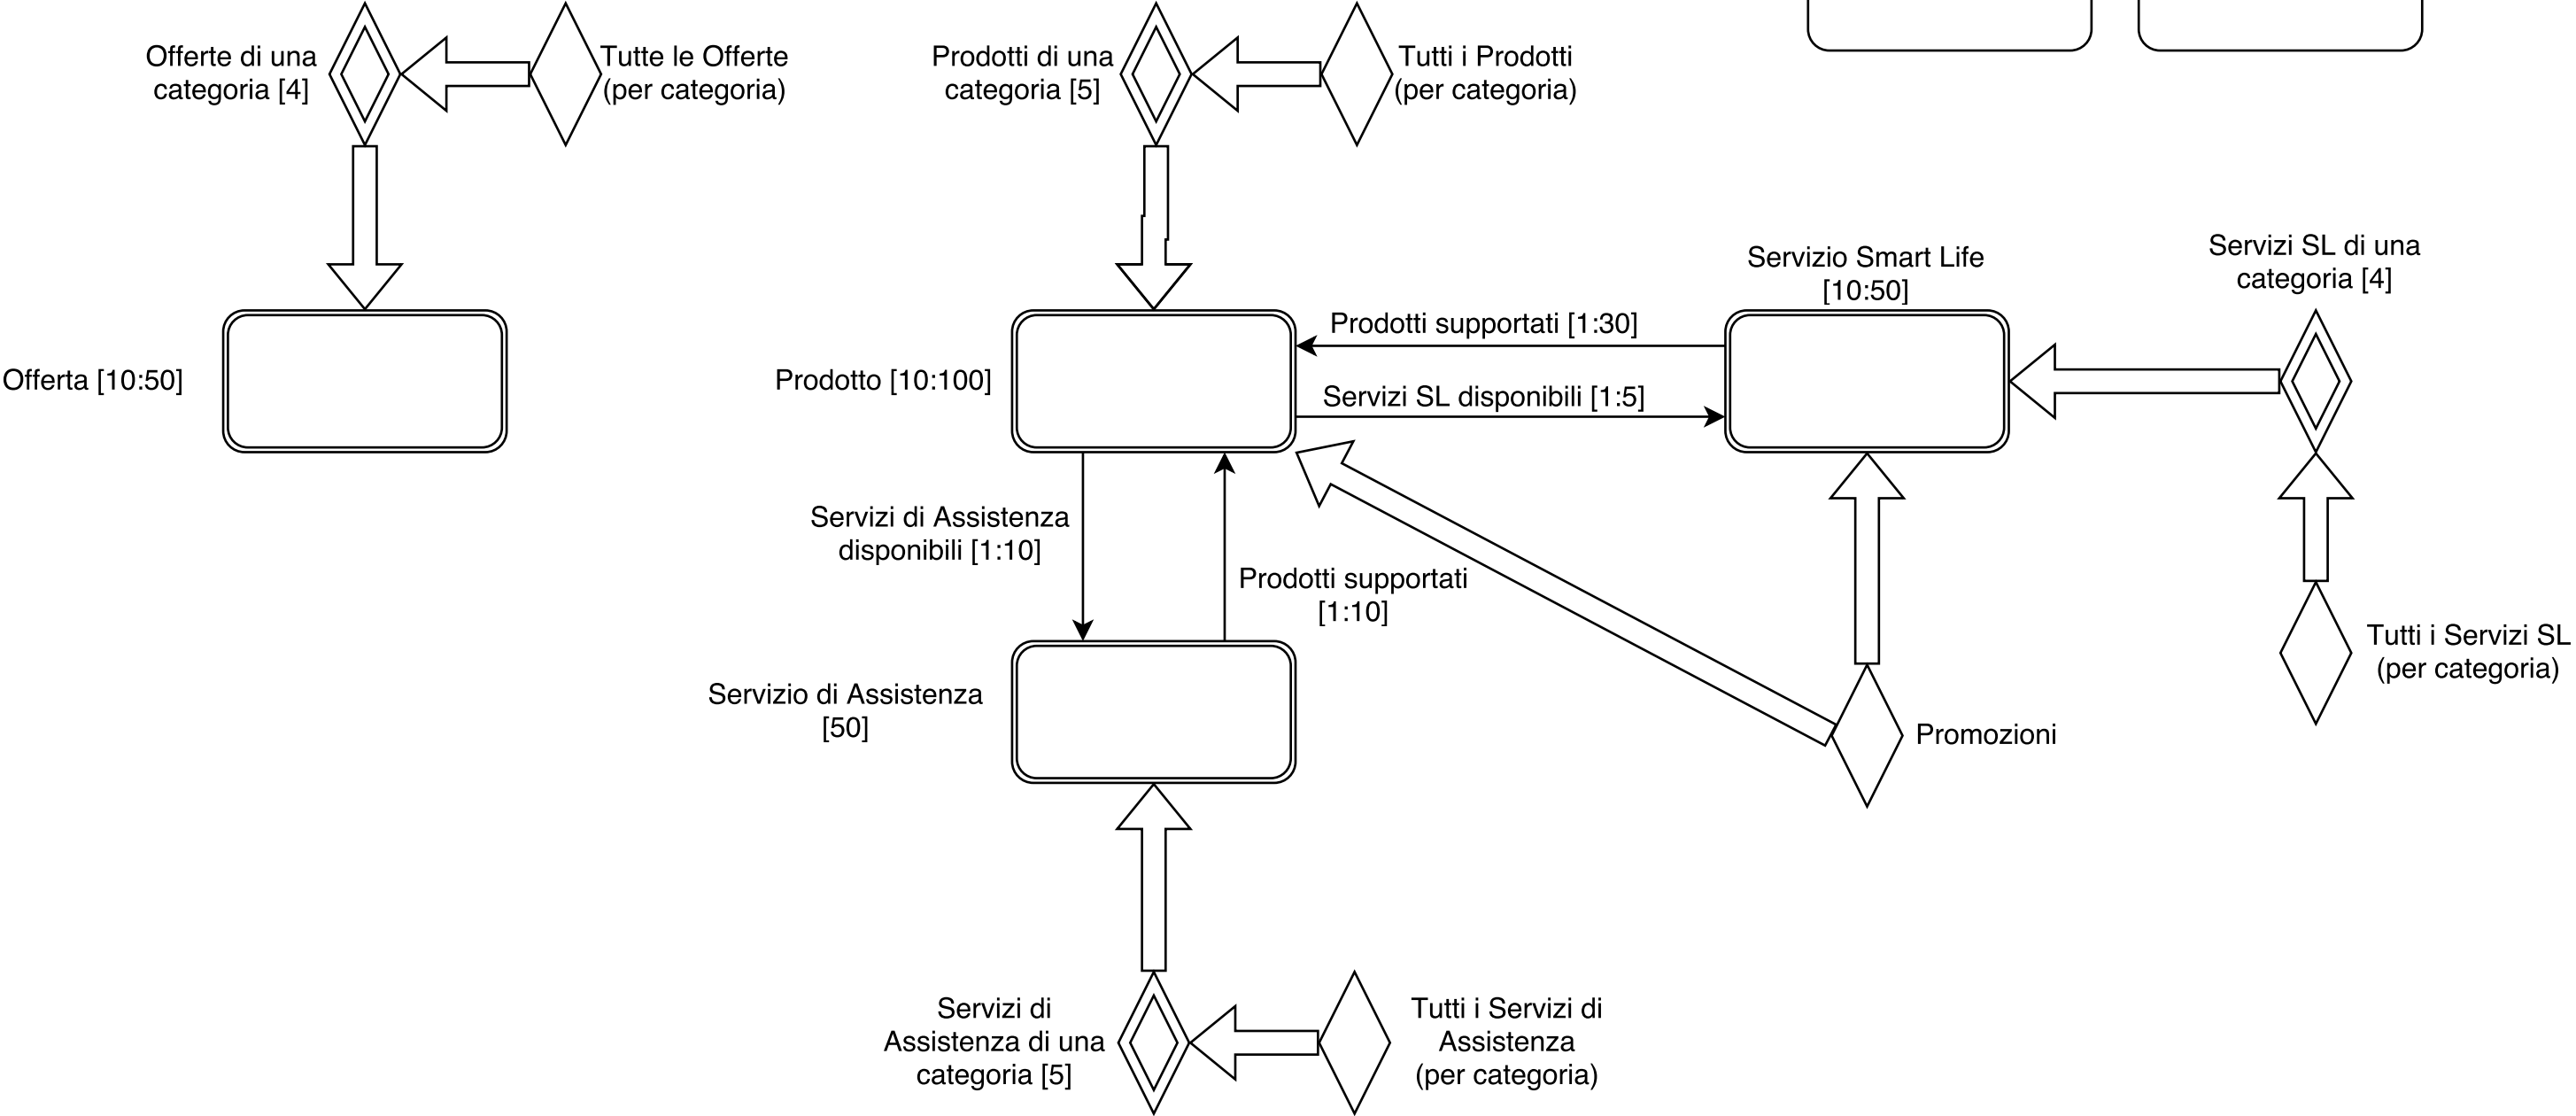 Offerte di una
categoria [4]
Tutte le Offerte
(per categoria)
Prodotti di una
categoria [5]
Tutti i Prodotti
(per categoria)
Servizi SL di una
categoria [4]
Servizio Smart Life
[10:50]
Prodotti supportati [1:30]
Offerta [10:50]
Prodotto [10:100]
Servizi SL disponibili [1:5]
Servizi di Assistenza
disponibili [1:10]
Prodotti supportati
[1:10]
Tutti i Servizi SL
(per categoria)
Servizio di Assistenza
[50]
Promozioni
Servizi di
Assistenza di una
categoria [5]
Tutti i Servizi di
Assistenza
(per categoria)